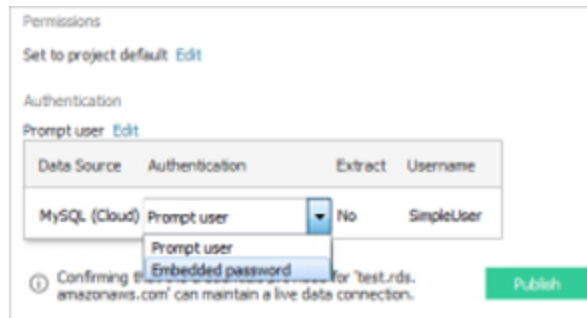 Permissions
Set to project default Edit
Authentication
Prompt user Edit
Data Source Authentication Extract Username
MySQL (Cloud) Prompt user No SimpleUser
Prompt user
Embedded password
Confirming t for 'test.rds.
amazonaws.com' can maintain a live data connection.
Publish